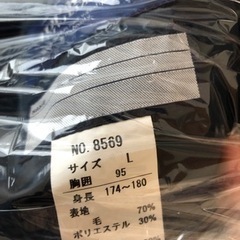 NO. 8569
サイズ L
胸囲 95
身長 174～180
表地 70%
毛
ポリエステル 30%